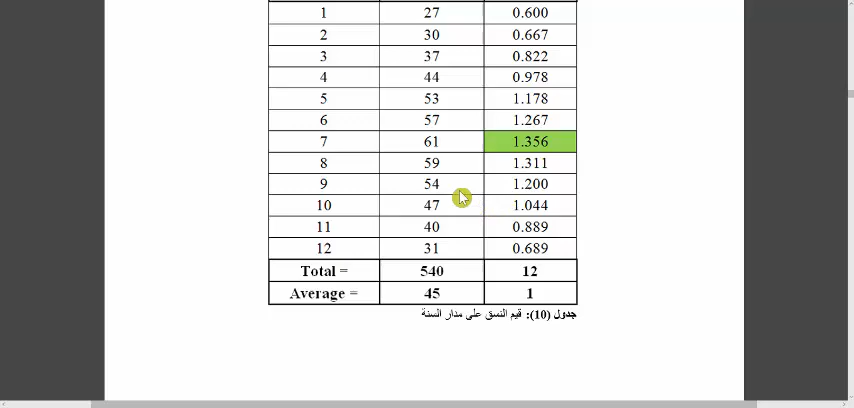 1 27 0.600
2 30 0.667
3 37 0.822
4 44 0.978
5 53 1.178
6 57 1.267
7 61 1.356
8 59 1.311
9 54 1.200
10 47 1.044
11 40 0.889
12 31 0.689
Total = 540 12
Average = 45 1
جدول (10): قيم النسق على مدار السنة